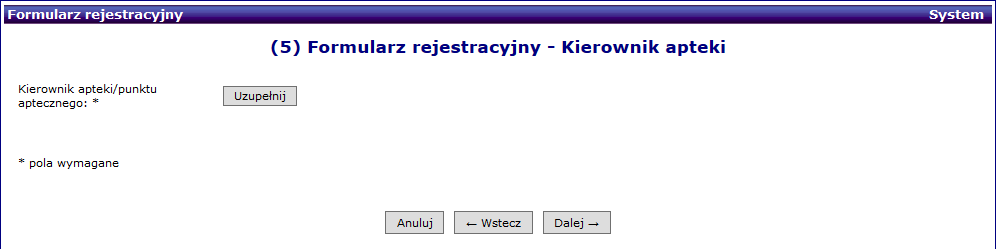 Formularz rejestracyjny System
(5) Formularz rejestracyjny - Kierownik apteki
Kierownik apteki/punktu
aptecznego: *
Uzupełnij
* pola wymagane
Anuluj ← Wstecz Dalej →